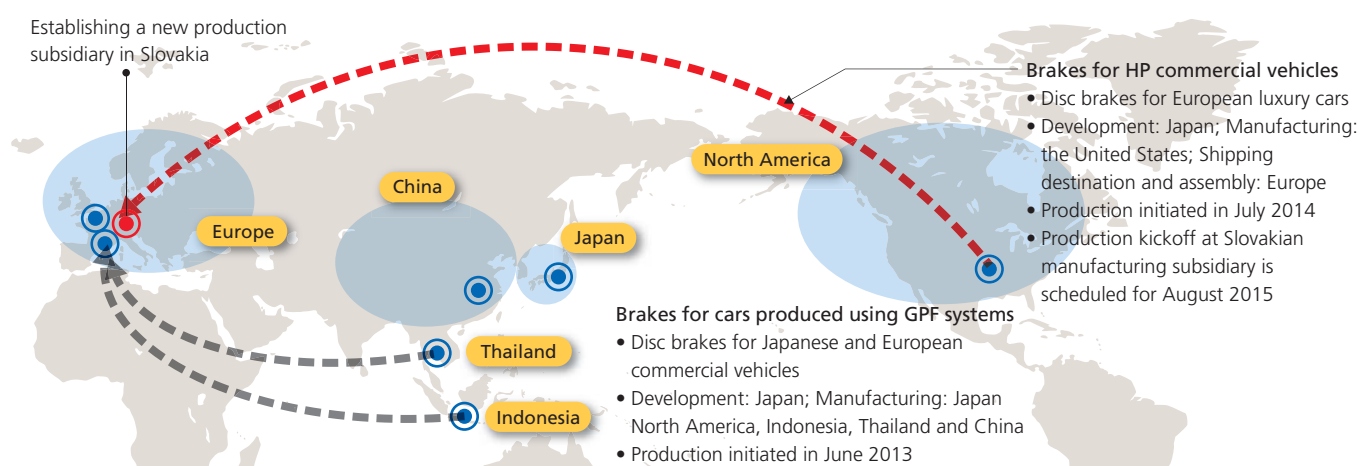 Establishing a new production
subsidiary in Slovakia
Brakes for HP commercial vehicles
• Disc brakes for European luxury cars
• Development: Japan; Manufacturing:
the United States; Shipping
destination and assembly: Europe
• Production initiated in July 2014
• Production kickoff at Slovakian
manufacturing subsidiary is
scheduled for August 2015
North America
China
Europe
Japan
Brakes for cars produced using GPF systems
• Disc brakes for Japanese and European
commercial vehicles
• Development: Japan; Manufacturing: Japan
North America, Indonesia, Thailand and China
• Production initiated in June 2013
Thailand
Indonesia